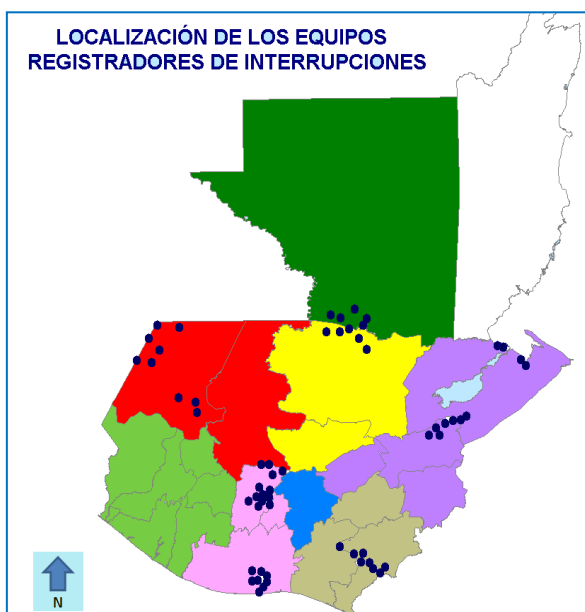 LOCALIZACIÓN DE LOS EQUIPOS
REGISTRADORES DE INTERRUPCIONES
N